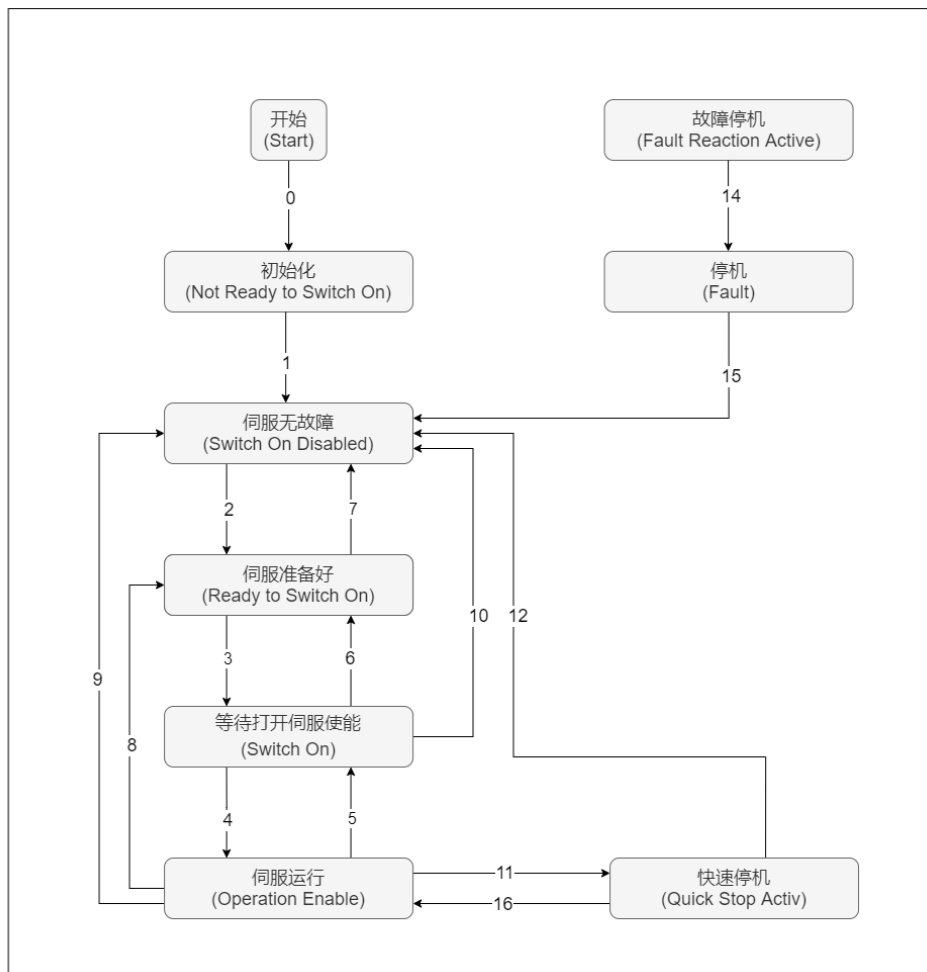 开始
(Start)
故障停机
(Fault Reaction Active)
0
14
初始化
(Not Ready to Switch On)
停机
(Fault)
1
15
伺服无故障
(Switch On Disabled)
2
7
伺服准备好
(Ready to Switch On)
10
12
3
6
9
等待打开伺服使能
(Switch On)
8
4
5
伺服运行
(Operation Enable)
11
16
快速停机
(Quick Stop Activ)